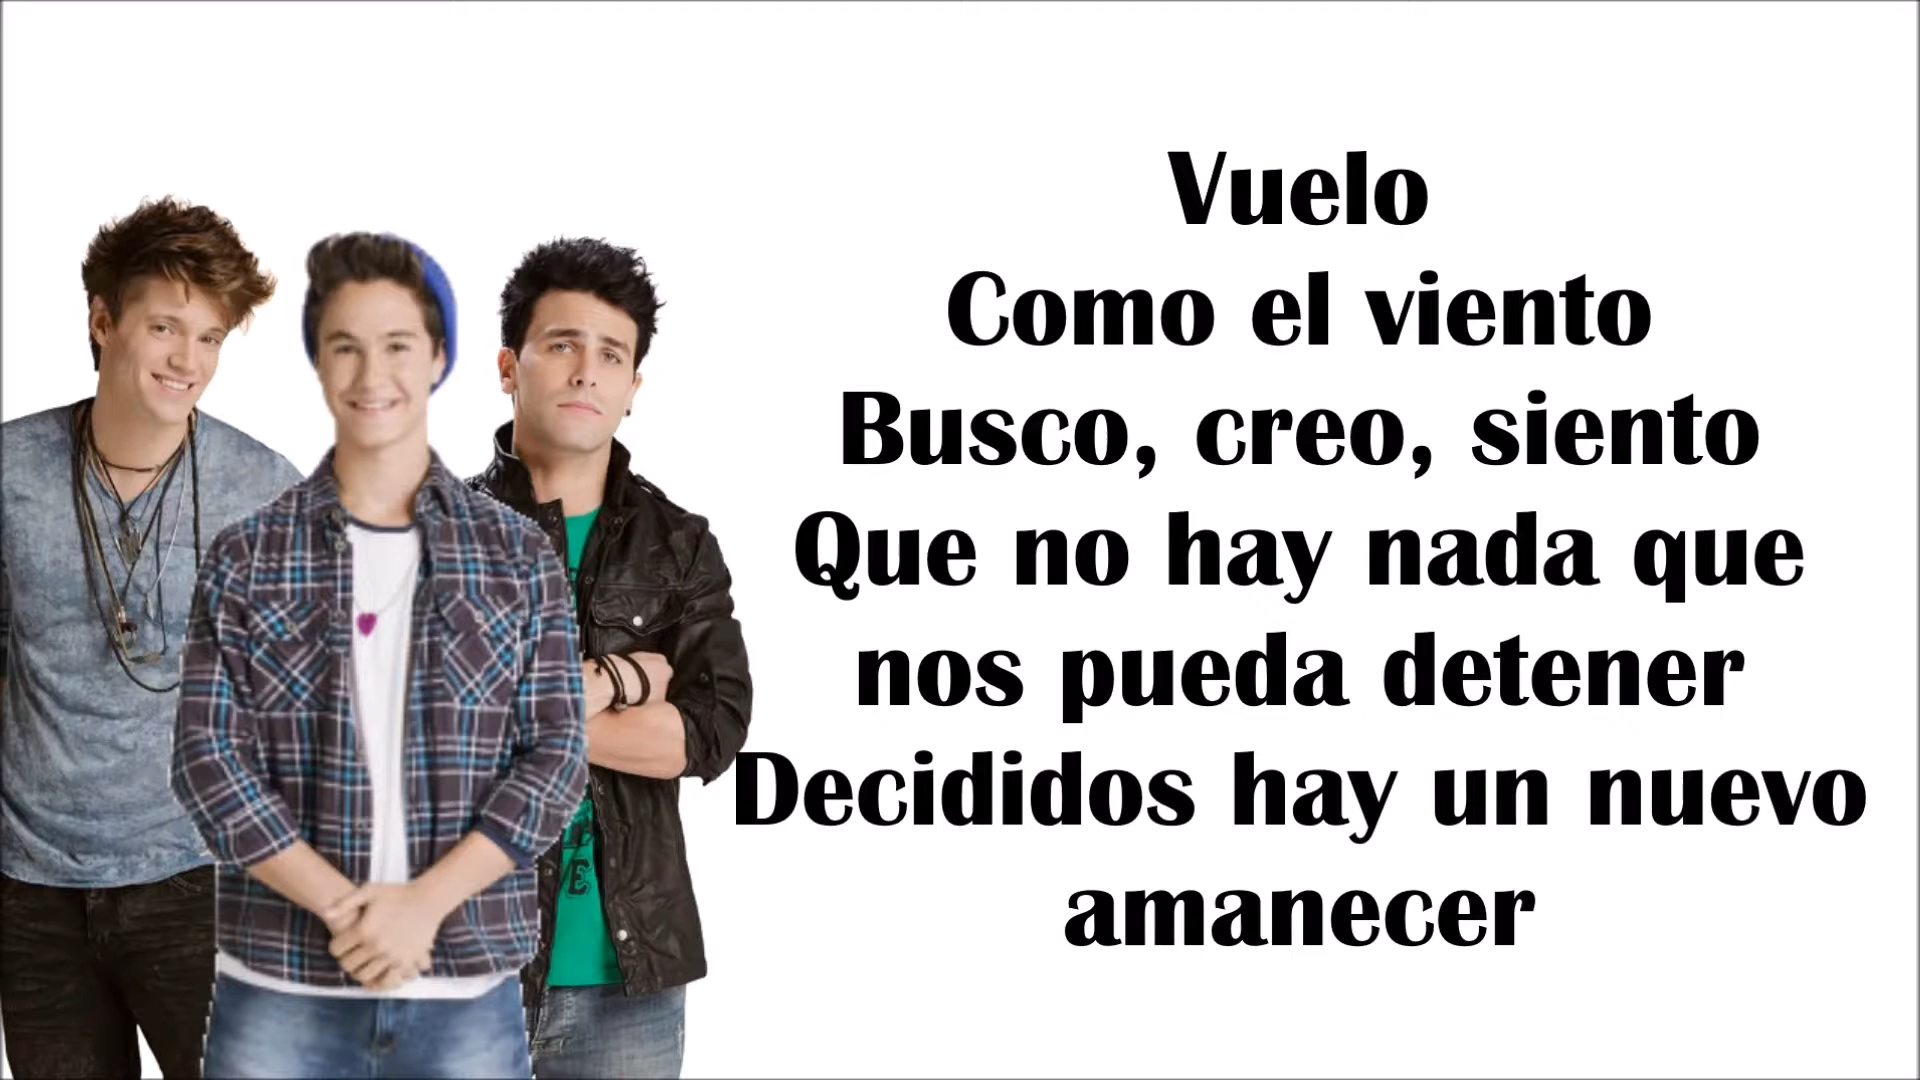 Vuelo
Como el viento
Busco, creo, siento
Que no hay nada que
nos pueda detener
Decididos hay un nuevo
amanecer